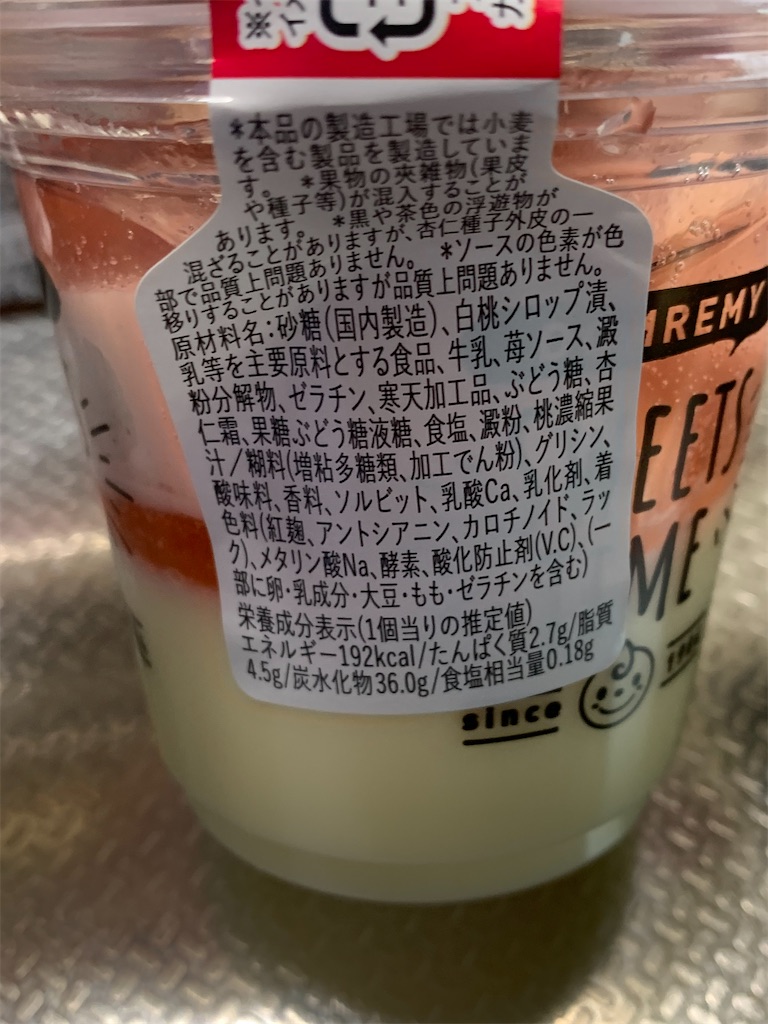 *本品の製造工場では小麦
を含む製品を製造していま
す。 *果物の夾雑物(果皮
や種子等)が混入することが
あります。 *黒や茶色の浮遊物が
混ざることがありますが、杏仁種子外皮の一
部で品質上問題ありません。 *ソースの色素が色
移りすることがありますが品質上問題ありません。
原材料名:砂糖(国内製造)、白桃シロップ漬、
乳等を主要原料とする食品、牛乳、苺ソース、澱
粉分解物、ゼラチン、寒天加工品、ぶどう糖、杏
仁霜、果糖ぶどう糖液糖、食塩、澱粉、桃濃縮果
汁/糊料(増粘多糖類、加工でん粉)、グリシン、
酸味料、香料、ソルビット、乳酸Ca、乳化剤、着
色料(紅麹、アントシアニン、カロチノイド、ラッ
ク)、メタリン酸Na、酵素、酸化防止剤(V.C)、(一
部に卵・乳成分・大豆・もも・ゼラチンを含む)
栄養成分表示(1個当りの推定値)
エネルギー192kcal/たんぱく質2.7g/脂質
4.5g/炭水化物36.0g/食塩相当量0.18g
REMY
EETS
ME
since